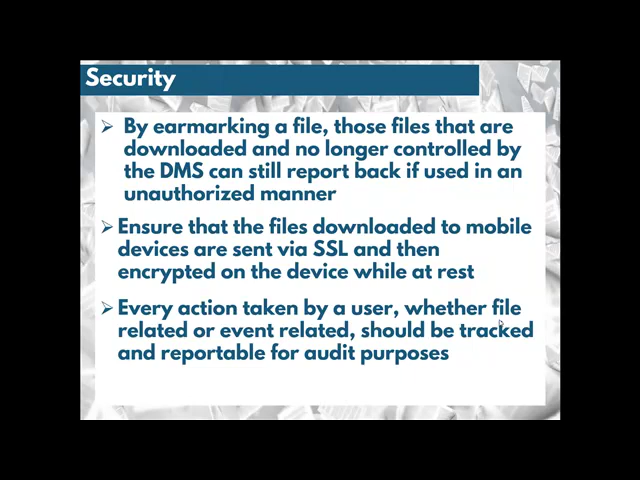 Security
By earmarking a file, those files that are
downloaded and no longer controlled by
the DMS can still report back if used in an
unauthorized manner
Ensure that the files downloaded to mobile
devices are sent via SSL and then
encrypted on the device while at rest
Every action taken by a user, whether file
related or event related, should be tracked
and reportable for audit purposes